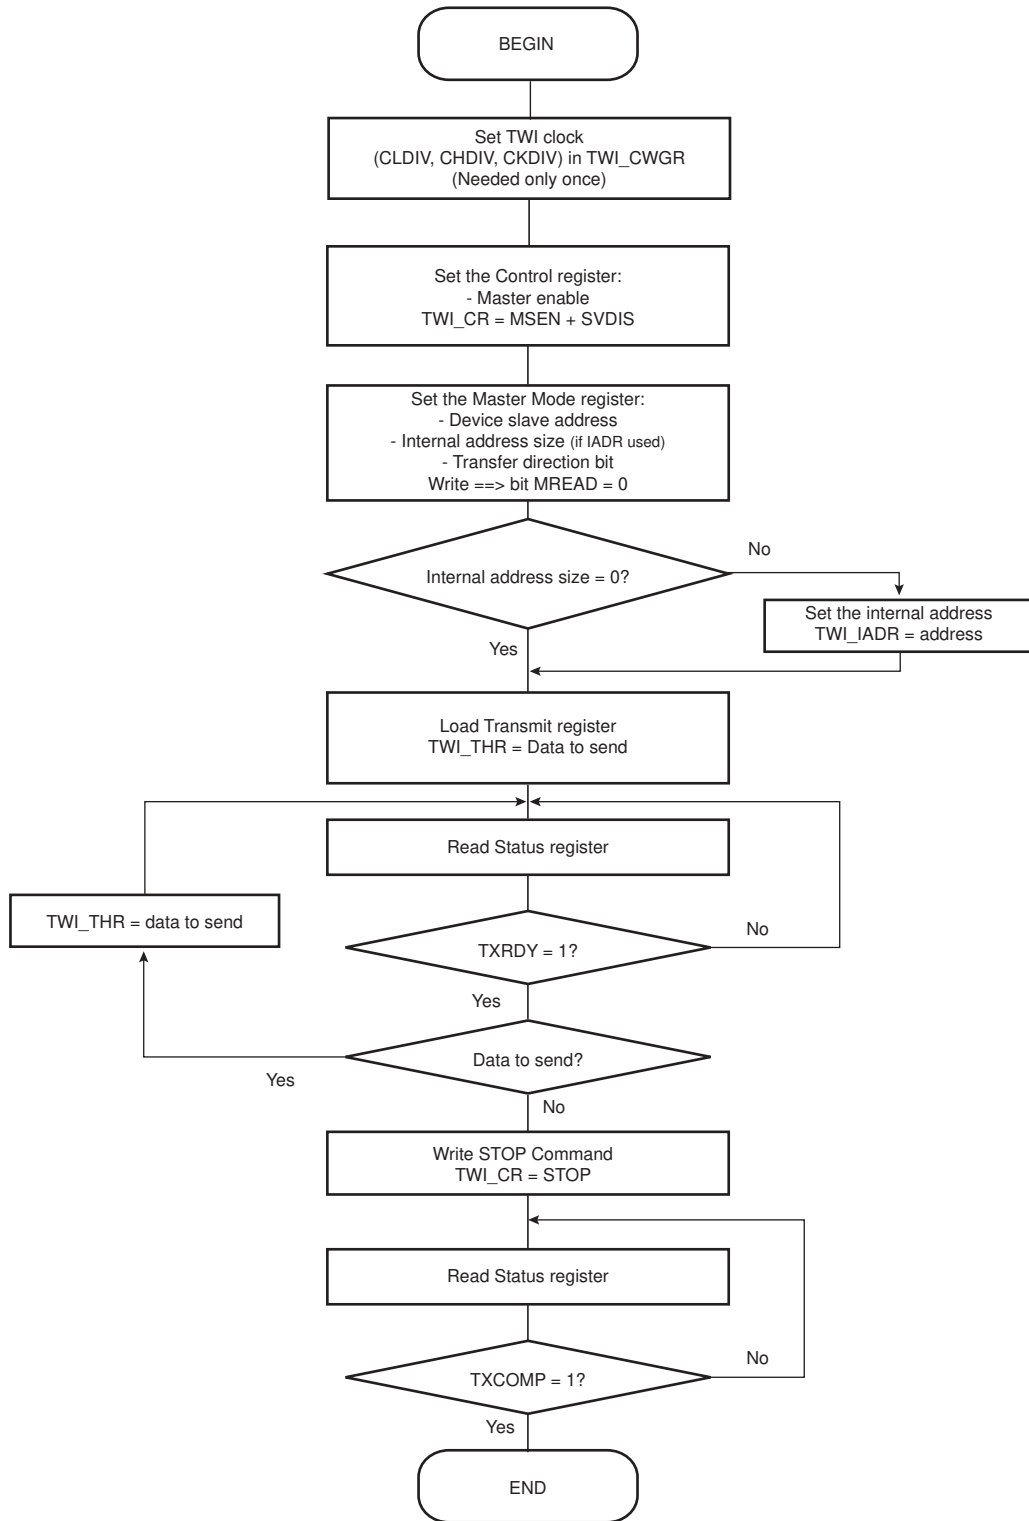 BEGIN
Set TWI clock
(CLDIV, CHDIV, CKDIV) in TWI_CWGR
(Needed only once)
Set the Control register:
- Master enable
TWI_CR = MSEN + SVDIS
Set the Master Mode register:
- Device slave address
- Internal address size (if IADR used)
- Transfer direction bit
Write ==> bit MREAD = 0
No
Internal address size = 0?
Set the internal address
TWI_IADR = address
Yes
Load Transmit register
TWI_THR = Data to send
Read Status register
TWI_THR = data to send
No
TXRDY = 1?
Yes
Data to send?
Yes
No
Write STOP Command
TWI_CR = STOP
Read Status register
No
TXCOMP = 1?
Yes
END